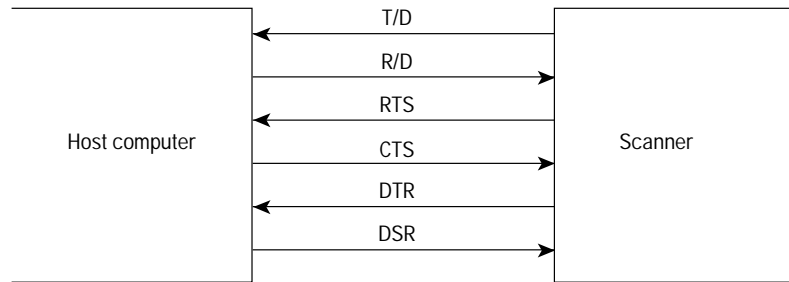 T/D
R/D
RTS
Host computer
Scanner
CTS
DTR
DSR